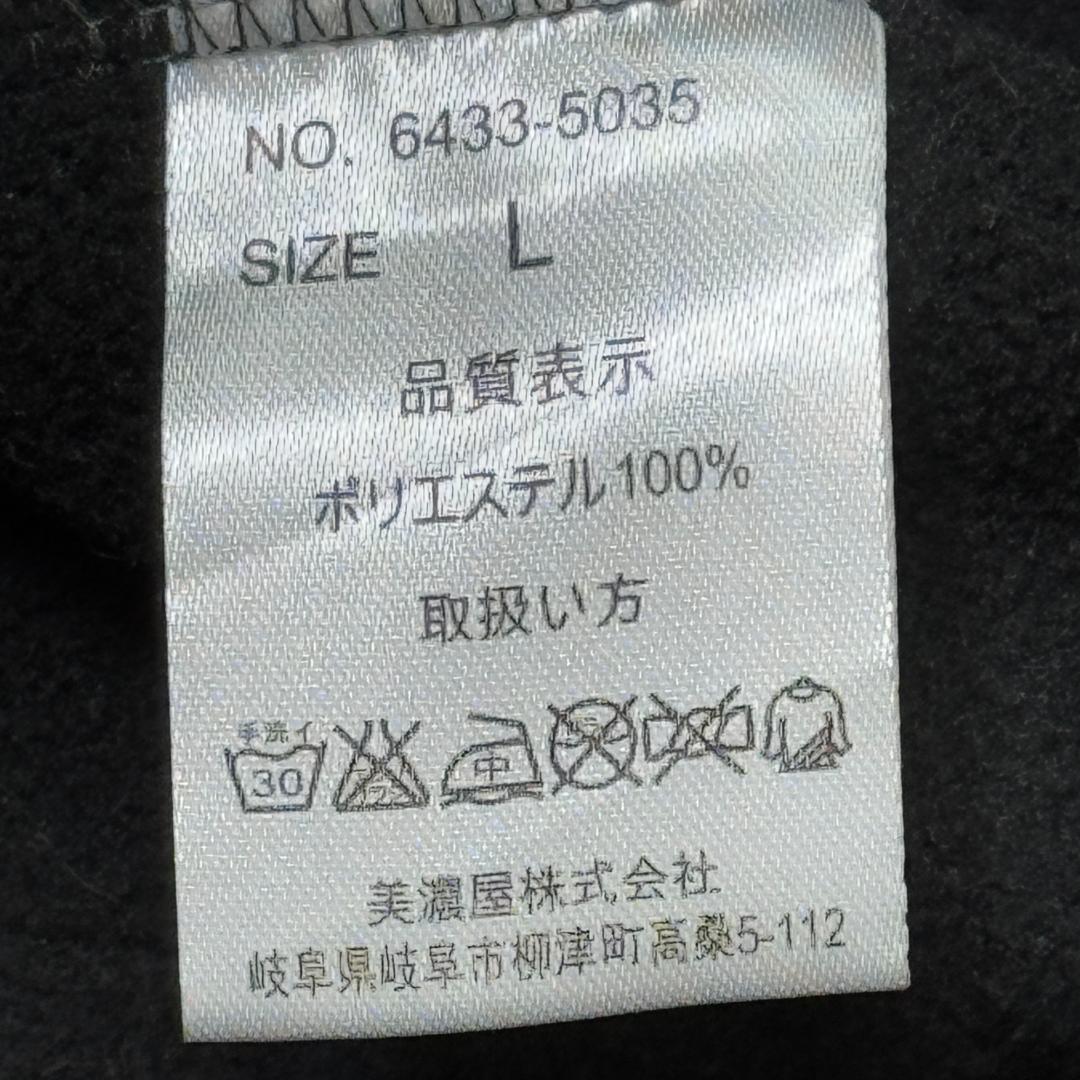 NO. 6433-5035
SIZE L
品質表示
ポリエステル100%
取扱い方
手洗イ
30 中
美濃屋株式会社
岐阜県岐阜市柳津町高桑5-112